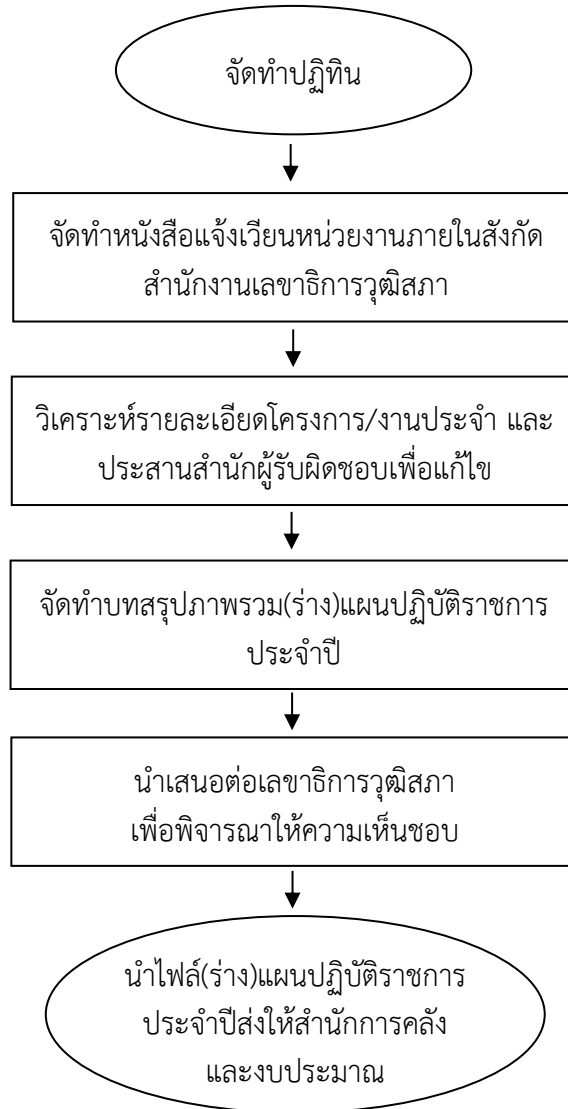 จัดทำปฏิทิน
จัดทำหนังสือแจ้งเวียนหน่วยงานภายในสังกัด
สำนักงานเลขาธิการวุฒิสภา
วิเคราะห์รายละเอียดโครงการ/งานประจำ และ
ประสานสำนักผู้รับผิดชอบเพื่อแก้ไข
จัดทำบทสรุปภาพรวม(ร่าง)แผนปฏิบัติราชการ
ประจำปี
นำเสนอต่อเลขาธิการวุฒิสภา
เพื่อพิจารณาให้ความเห็นชอบ
นำไฟล์(ร่าง)แผนปฏิบัติราชการ
ประจำปีส่งให้สำนักการคลัง
และงบประมาณ